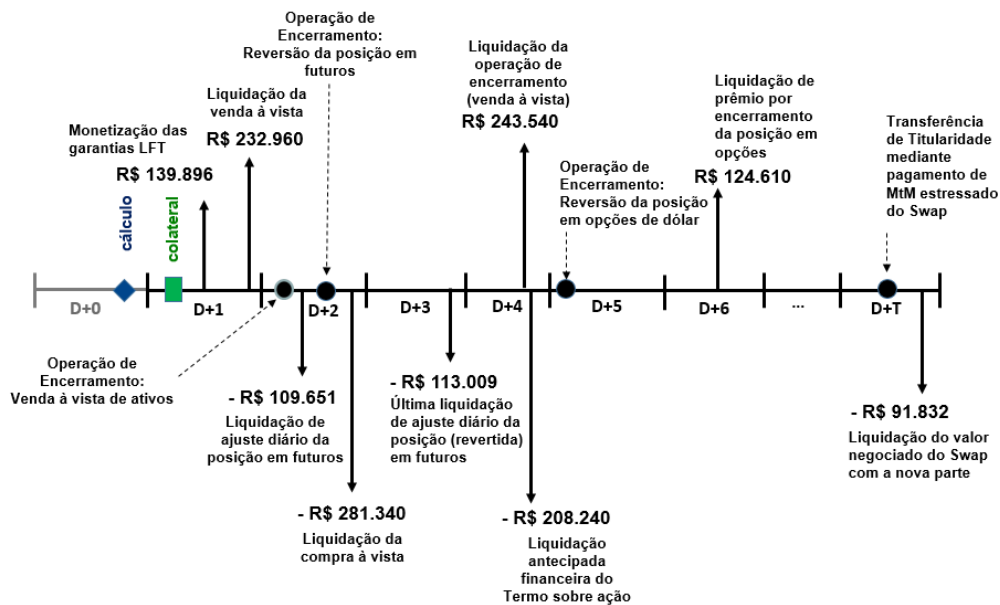 Operação de
Encerramento:
Reversão da posição em
futuros
Liquidação da
venda à vista
R$ 232.960
Monetização das
garantias LFT
R$ 139.896
cálculo
colateral
Liquidação da
operação de
encerramento
(venda à vista)
R$ 243.540
Operação de
Encerramento:
Reversão da posição
em opções de dólar
Liquidação de
prêmio por
encerramento
da posição em
opções
R$ 124.610
Transferência
de Titularidade
mediante
pagamento de
MtM estressado
do Swap
D+0
D+1
D+2
D+3
D+4
D+5
D+6
...
D+T
Operação de
Encerramento:
Venda à vista de ativos
- R$ 109.651
Liquidação de
ajuste diário da
posição em futuros
- R$ 281.340
Liquidação da
compra à vista
- R$ 113.009
Última liquidação
de ajuste diário da
posição (revertida)
em futuros
- R$ 208.240
Liquidação
antecipada
financeira do
Termo sobre ação
- R$ 91.832
Liquidação do valor
negociado do Swap
com a nova parte